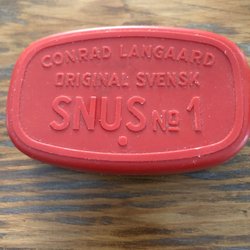 CONRAD LANGAARD
ORIGINAL SVENSK
SNUS No 1